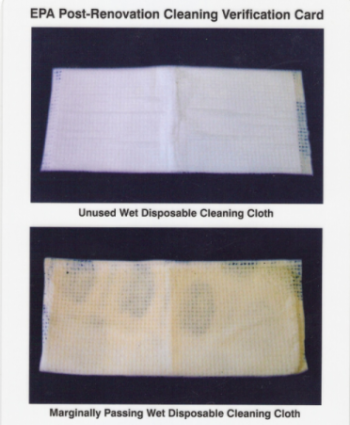 EPA Post-Renovation Cleaning Verification Card
Unused Wet Disposable Cleaning Cloth
Marginally Passing Wet Disposable Cleaning Cloth